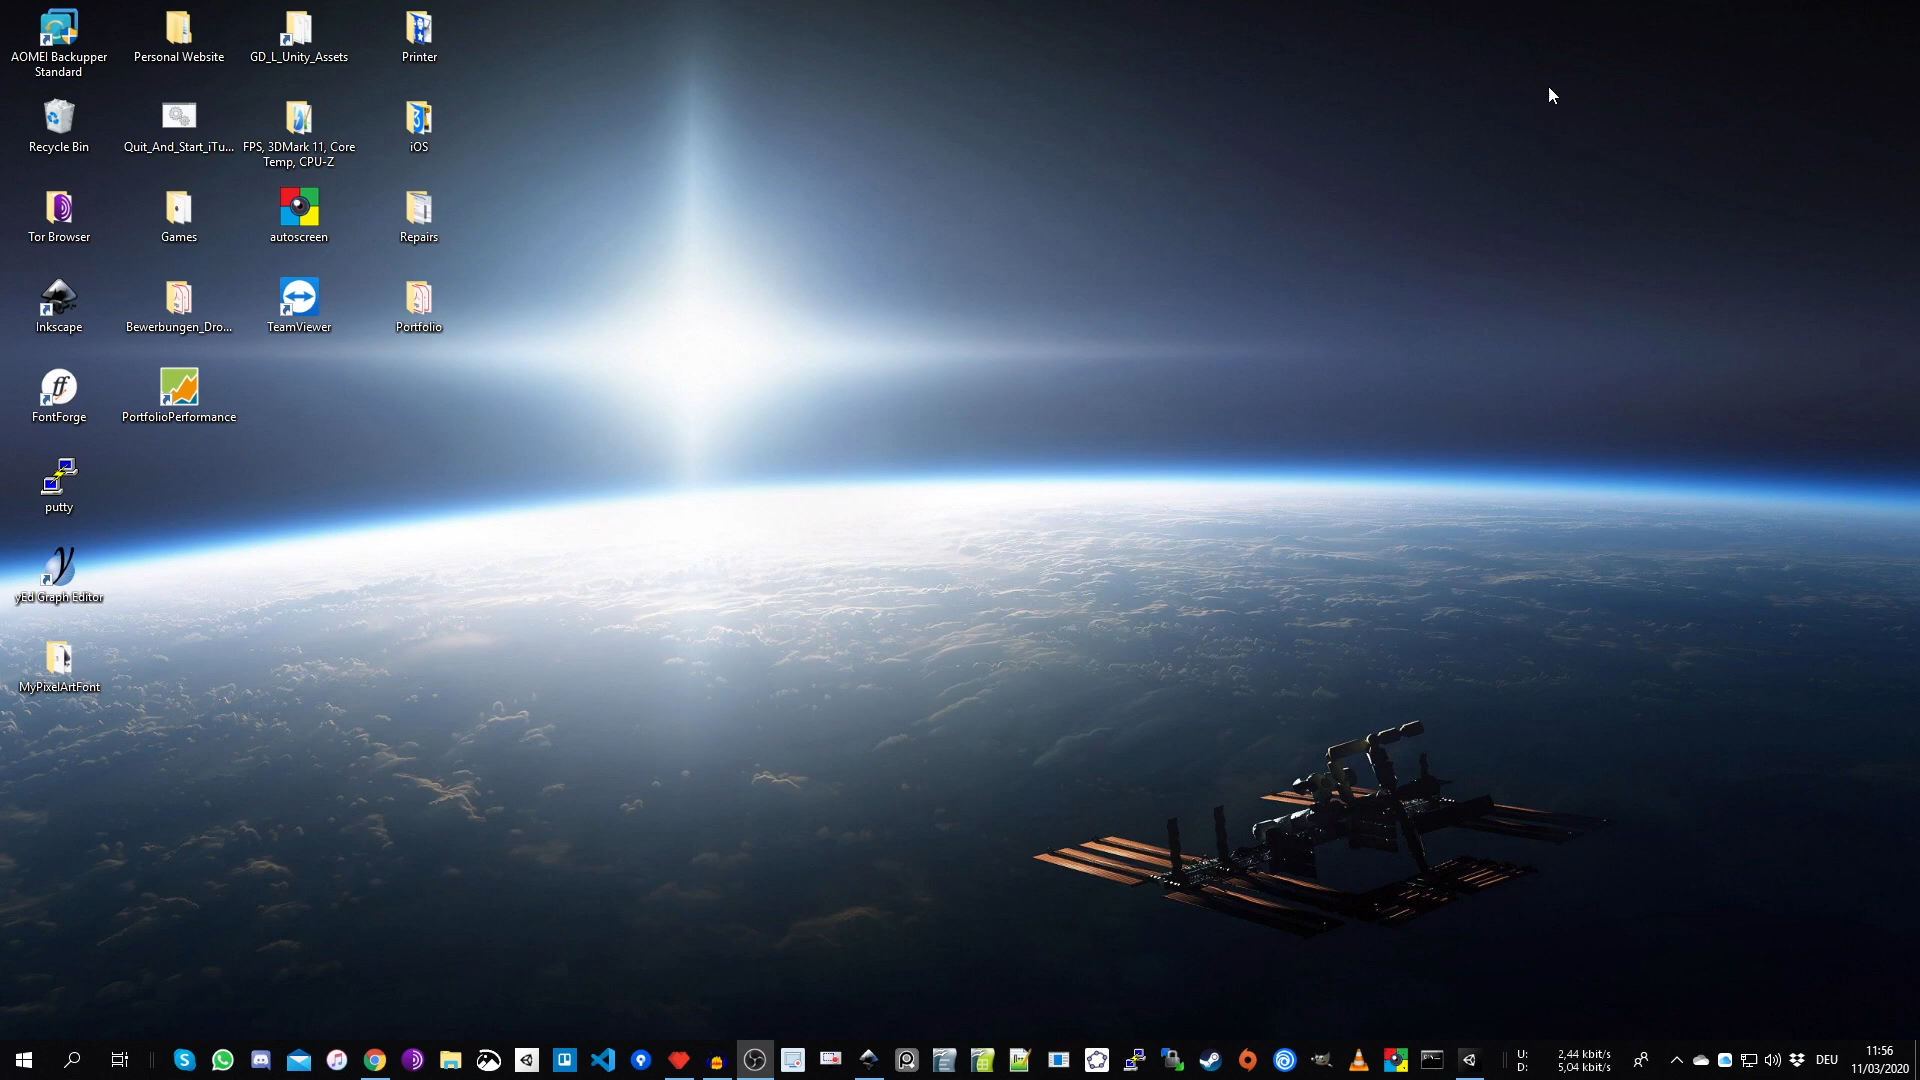 AOMEI Backupper
Standard
Personal Website
GD_L_Unity_Assets
Printer
Recycle Bin
Quit_And_Start_iTu...
FPS, 3DMark 11, Core
Temp, CPU-Z
iOS
Tor Browser
Games
autoscreen
Repairs
Inkscape
Bewerbungen_Dro...
TeamViewer
Portfolio
FontForge
PortfolioPerformance
putty
yEd Graph Editor
MyPixelArtFont
U: 2,44 kbit/s
D: 5,04 kbit/s
DEU
11:56
11/03/2020